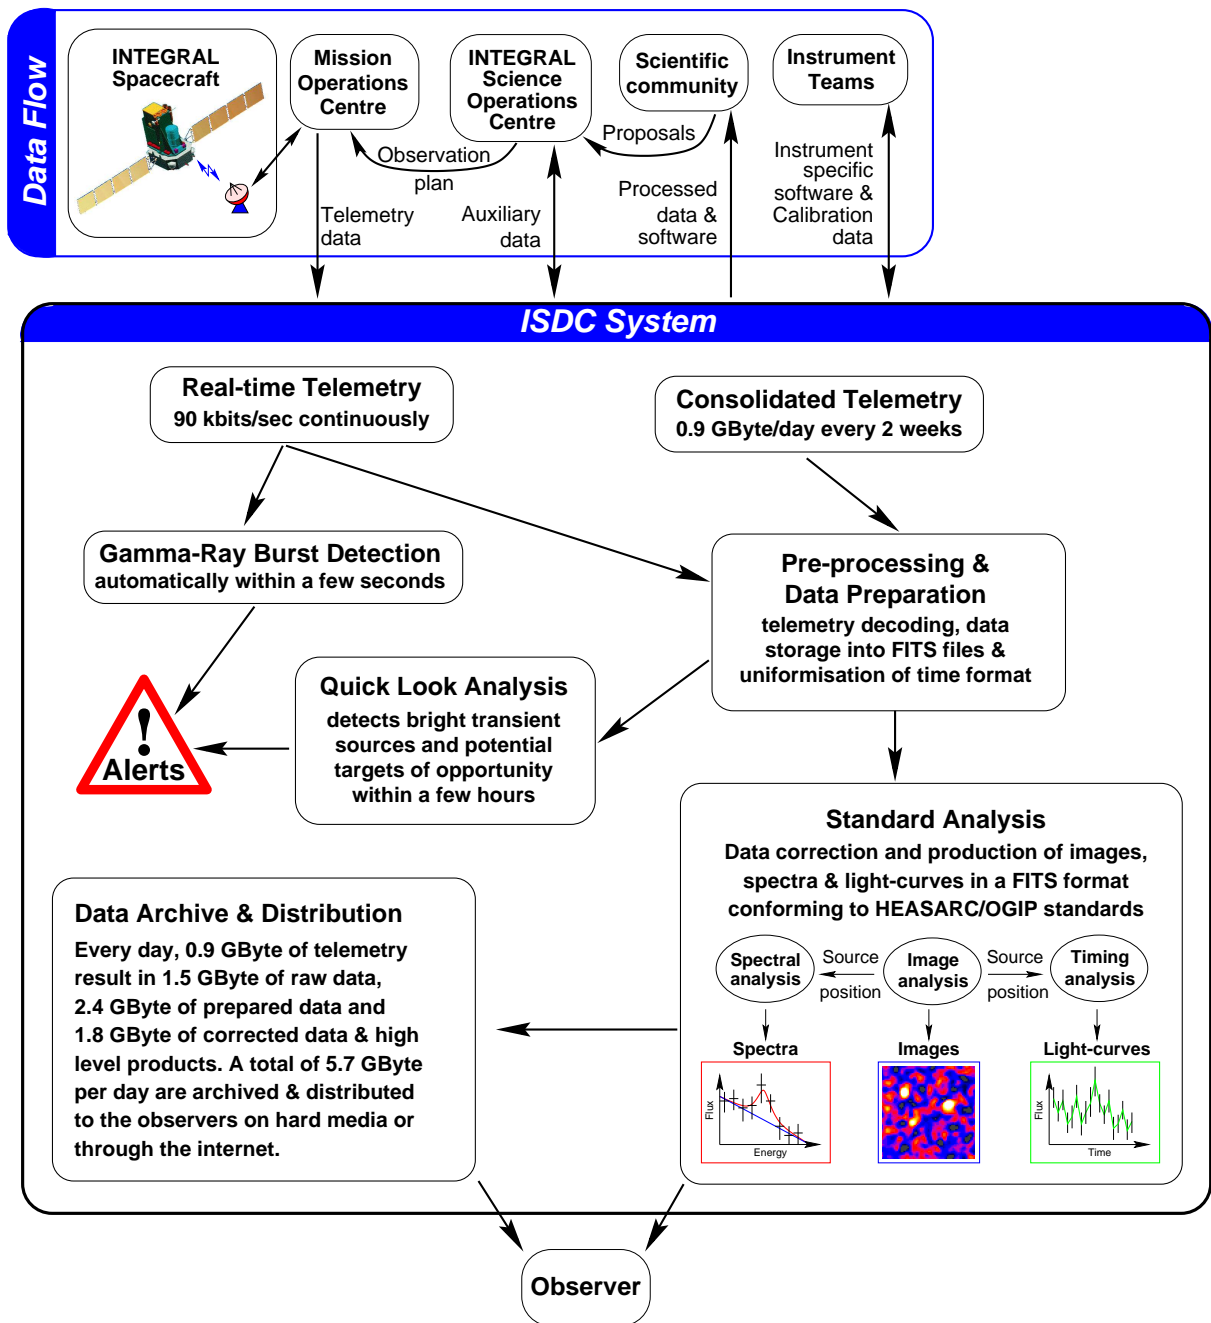 Data Flow
INTEGRAL
Spacecraft
Mission
Operations
Centre
INTEGRAL
Science
Operations
Centre
Scientific
community
Instrument
Teams
Observation
plan
Proposals
Telemetry
data
Auxiliary
data
Processed
data &
software
Instrument
specific
software &
Calibration
data
ISDC System
Real-time Telemetry
90 kbits/sec continuously
Consolidated Telemetry
0.9 GByte/day every 2 weeks
Gamma-Ray Burst Detection
automatically within a few seconds
Pre-processing &
Data Preparation
telemetry decoding, data
storage into FITS files &
uniformisation of time format
Quick Look Analysis
detects bright transient
sources and potential
targets of opportunity
within a few hours
!
Alerts
Standard Analysis
Data correction and production of images,
spectra & light-curves in a FITS format
conforming to HEASARC/OGIP standards
Spectral
analysis
Source
position
Image
analysis
Source
position
Timing
analysis
Spectra
Images
Light-curves
Flux
Energy
Flux
Time
Data Archive & Distribution
Every day, 0.9 GByte of telemetry
result in 1.5 GByte of raw data,
2.4 GByte of prepared data and
1.8 GByte of corrected data & high
level products. A total of 5.7 GByte
per day are archived & distributed
to the observers on hard media or
through the internet.
Observer